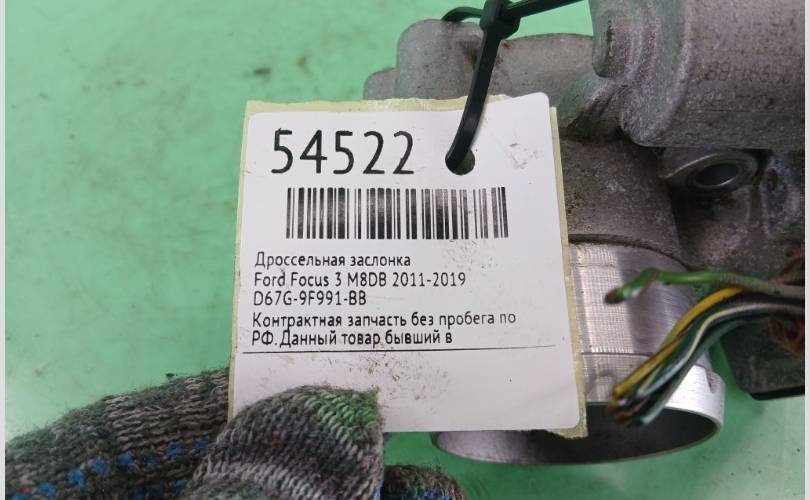 54522
Дроссельная заслонка
Ford Focus 3 M8DB 2011-2019
D67G-9F991-BB
Контрактная запчасть без пробега по
РФ. Данный товар бывший в